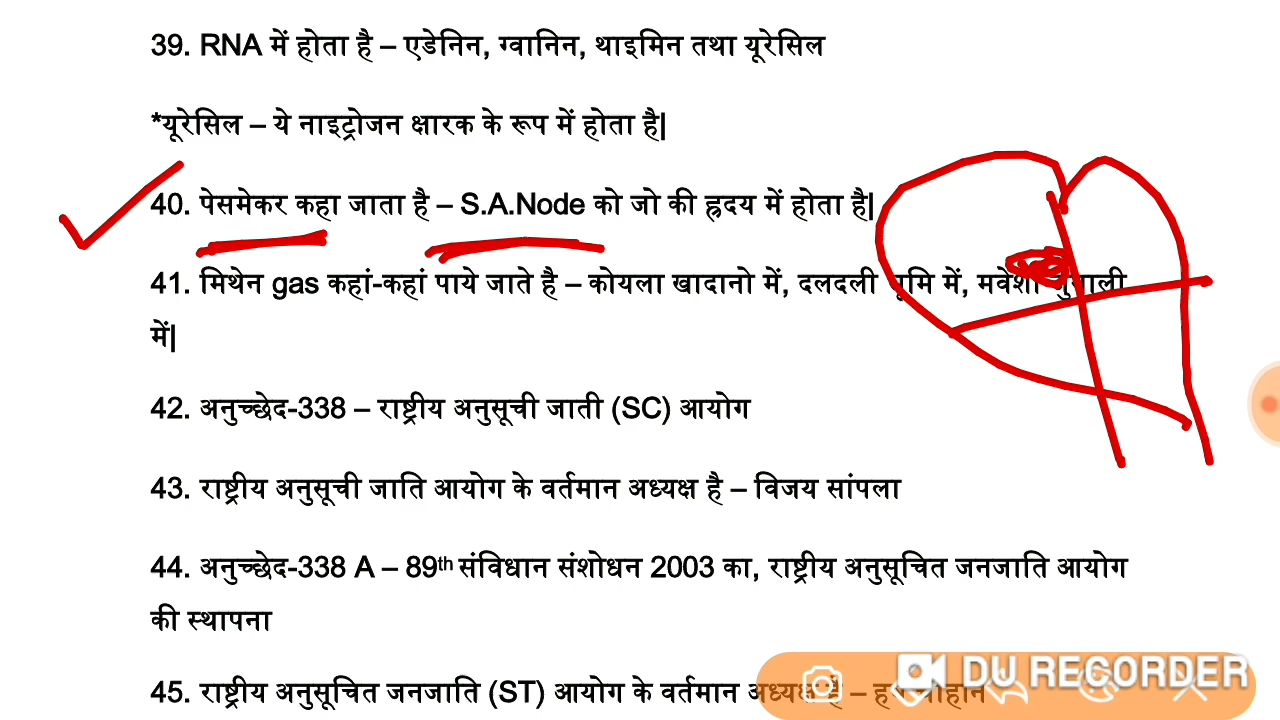 39. RNA में होता है – एडेनिन, ग्वानिन, थाइमिन तथा यूरेसिल
*यूरेसिल – ये नाइट्रोजन क्षारक के रूप में होता है|
40. पेसमेकर कहा जाता है – S.A.Node को जो की ह्रदय में होता है|
41. मिथेन gas कहां-कहां पाये जाते है – कोयला खादानो में, दलदली में,
में|
42. अनुच्छेद-338 – राष्ट्रीय अनुसूची जाती (SC) आयोग
43. राष्ट्रीय अनुसूची जाति आयोग के वर्तमान अध्यक्ष है – विजय सांपला
44. अनुच्छेद-338 A – 89th संविधान संशोधन 2003 का, राष्ट्रीय अनुसूचित जनजाति आयोग
की स्थापना
45. राष्ट्रीय अनुसूचित जनजाति (ST) आयोग के वर्तमान अध्यक्ष है –
DU RECORDER